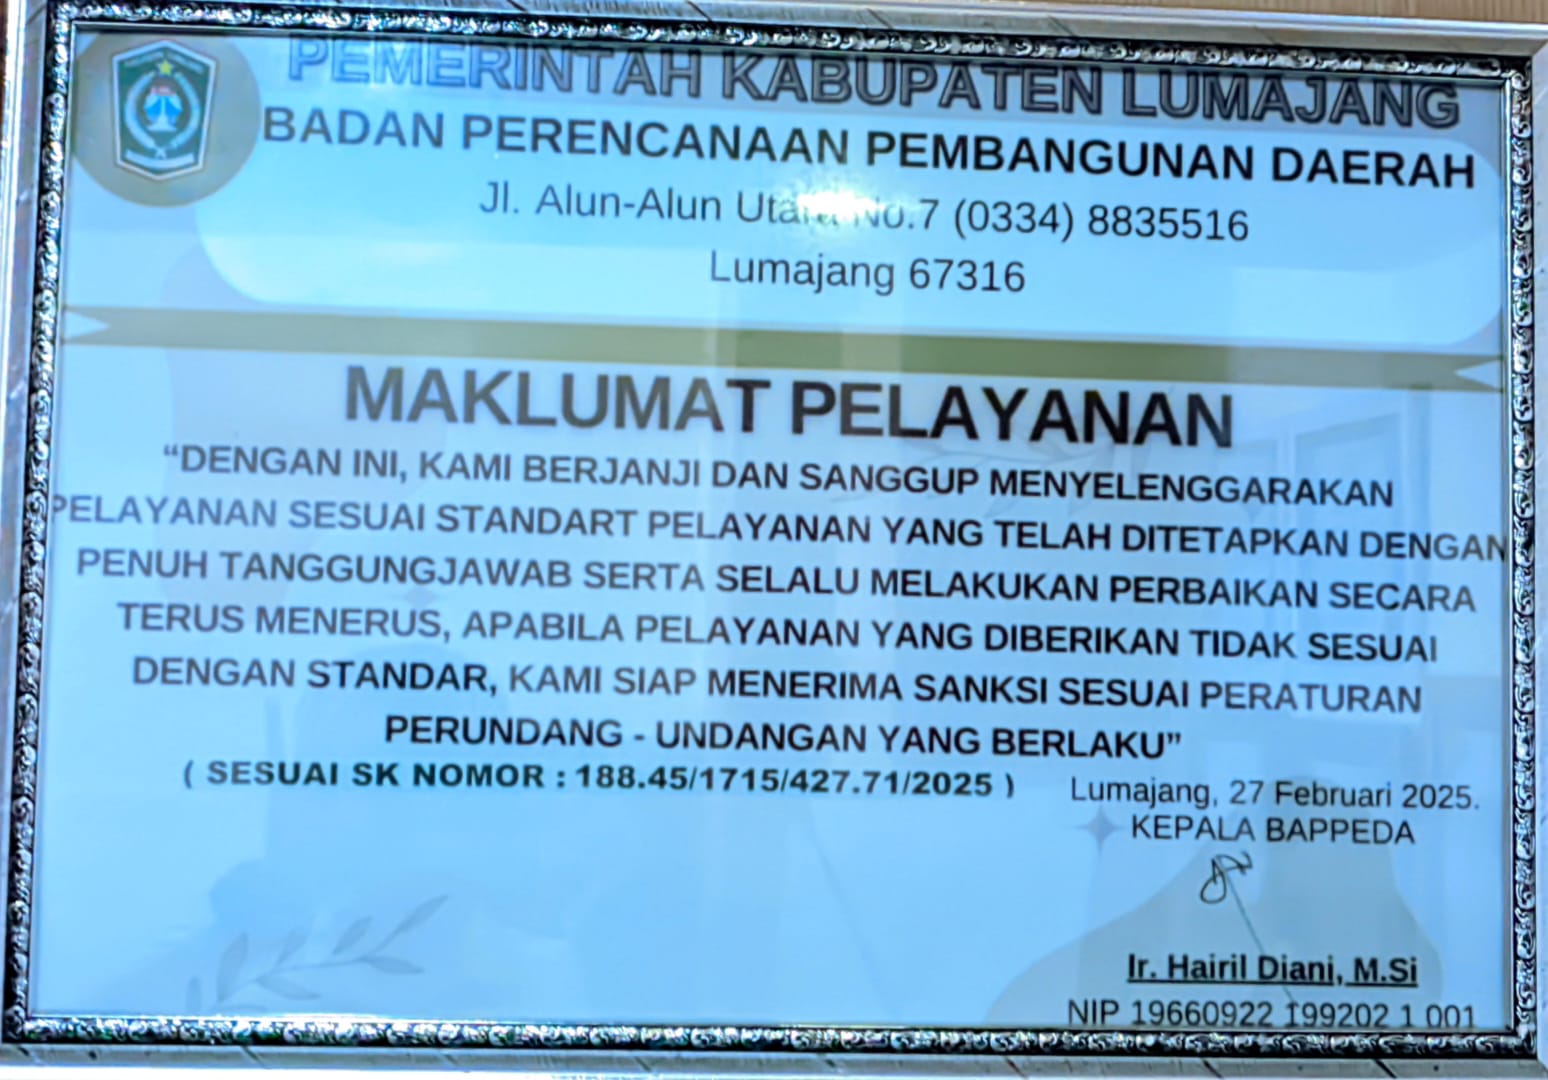 PEMERINTAH KABUPATEN LUMAJANG
BADAN PERENCANAAN PEMBANGUNAN DAERAH
Jl. Alun-Alun Utara No.7 (0334) 8835516
Lumajang 67316
MAKLUMAT PELAYANAN
“DENGAN INI, KAMI BERJANJI DAN SANGGUP MENYELENGGARAKAN
PELAYANAN SESUAI STANDART PELAYANAN YANG TELAH DITETAPKAN DENGAN
PENUH TANGGUNGJAWAB SERTA SELALU MELAKUKAN PERBAIKAN SECARA
TERUS MENERUS, APABILA PELAYANAN YANG DIBERIKAN TIDAK SESUAI
DENGAN STANDAR, KAMI SIAP MENERIMA SANKSI SESUAI PERATURAN
PERUNDANG - UNDANGAN YANG BERLAKU”
( SESUAI SK NOMOR : 188.45/1715/427.71/2025 )
Lumajang, 27 Februari 2025.
KEPALA BAPPEDA
Ir. Hairil Diani, M.Si
NIP 19660922 199202 1 001